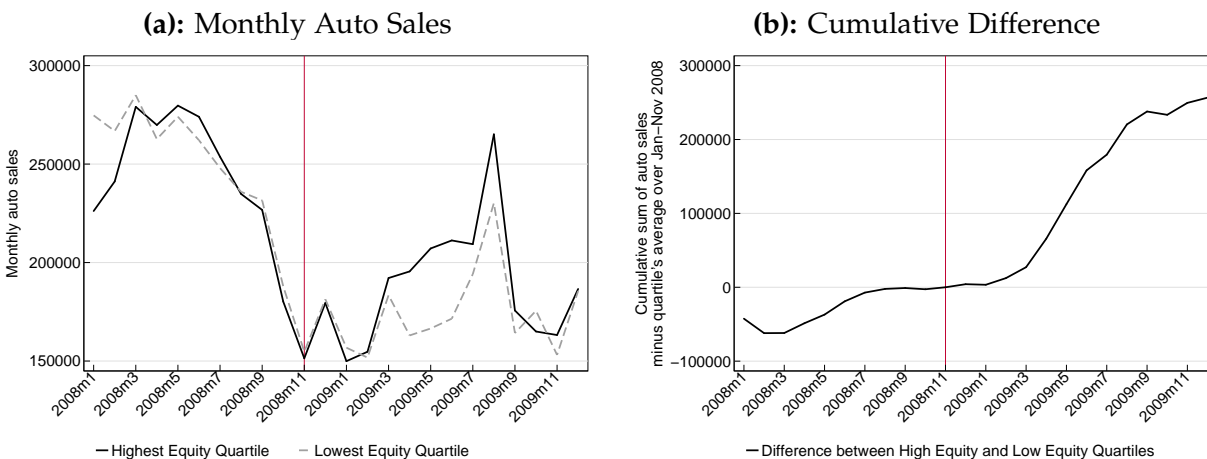 (a): Monthly Auto Sales
Monthly auto sales
300000
250000
200000
150000
2008m1
2008m3
2008m5
2008m7
2008m9
2008m11
2009m1
2009m3
2009m5
2009m7
2009m9
2009m11
Highest Equity Quartile
Lowest Equity Quartile
(b): Cumulative Difference
Cumulative sum of auto sales
minus quartile's average over Jan−Nov 2008
300000
200000
100000
0
−100000
2008m1
2008m3
2008m5
2008m7
2008m9
2008m11
2009m1
2009m3
2009m5
2009m7
2009m9
2009m11
Difference between High Equity and Low Equity Quartiles